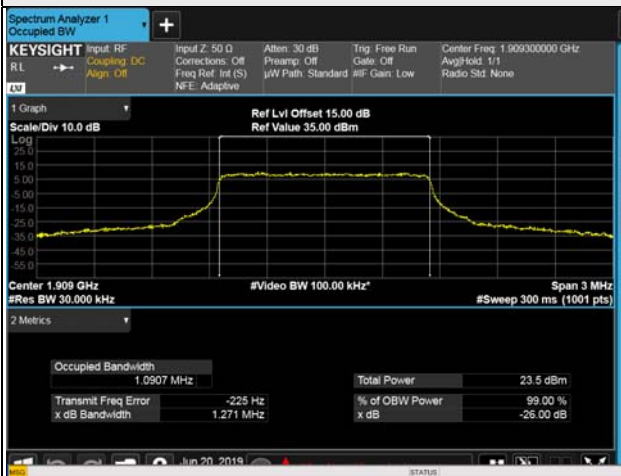 Spectrum Analyzer 1
Occupied BW
+
KEYSIGHT Input: RF Input Z: 50 Ω Atten: 30 dB Trig: Free Run Center Freq: 1.909300000 GHz
RL Coupling: DC Corrections: Off Preamp: Off Gate: Off Avg|Hold: 1/1
Align: Off Freq Ref: Int (S) µW Path: Standard #IF Gain: Low Radio Std: None
LXI NFE: Adaptive
1 Graph
Ref Lvl Offset 15.00 dB
Scale/Div 10.0 dB Ref Value 35.00 dBm
Log
25.0
15.0
5.00
-5.00
-15.0
-25.0
-35.0
-45.0
-55.0
Center 1.909 GHz #Video BW 100.00 kHz* Span 3 MHz
#Res BW 30.000 kHz #Sweep 300 ms (1001 pts)
2 Metrics
Occupied Bandwidth
1.0907 MHz Total Power 23.5 dBm
Transmit Freq Error -225 Hz % of OBW Power 99.00 %
x dB Bandwidth 1.271 MHz x dB -26.00 dB
Jun 20, 2019
MSG STATUS